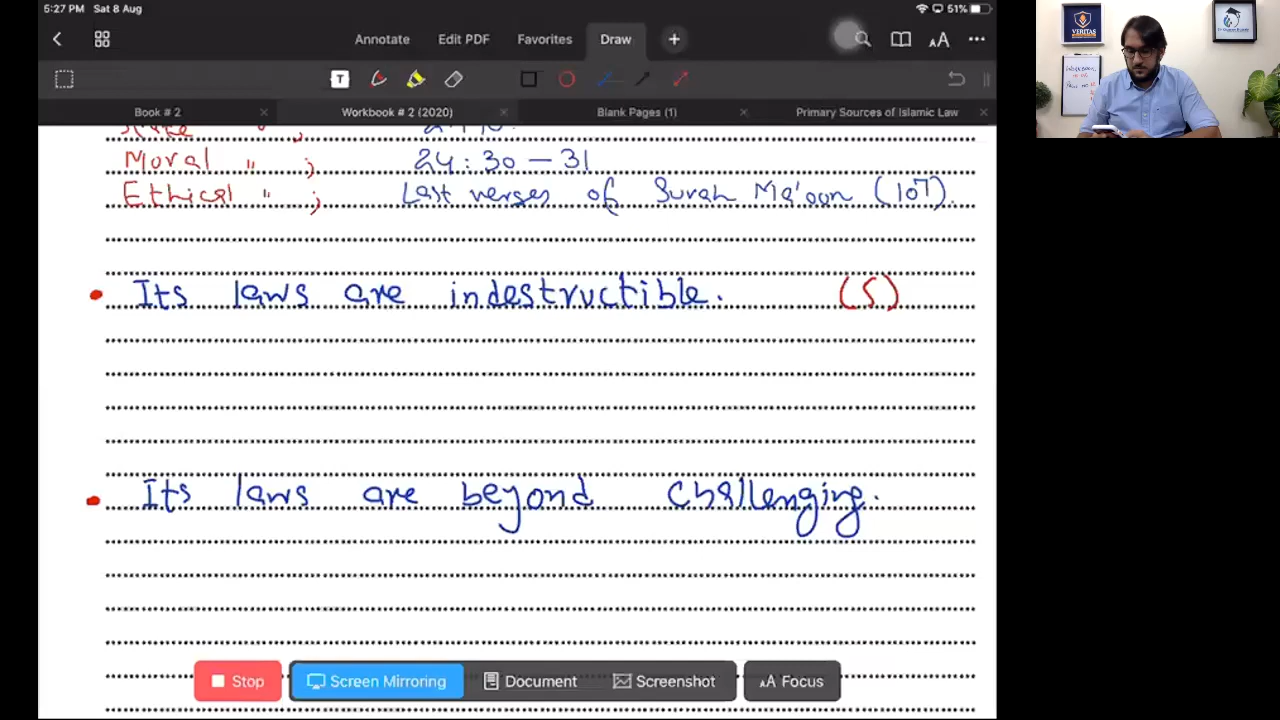 5:27 PM Sat 8 Aug 51%
Annotate Edit PDF Favorites Draw +
T
Book # 2 × Workbook # 2 (2020) × Blank Pages (1) × Primary Sources of Islamic Law ×
Moral " ; 24:30 – 31
Ethical " ; Last verses of Surah Ma'oon (107).
• Its laws are indestructible. (5)
• Its laws are beyond challenging.
Stop Screen Mirroring Document Screenshot AA Focus
VERITAS